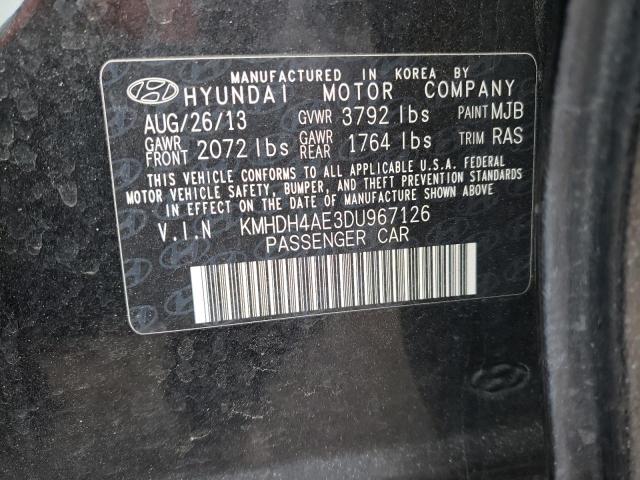 MANUFACTURED IN KOREA BY
HYUNDAI MOTOR COMPANY
AUG/26/13 GVWR 3792 lbs PAINT MJB
GAWR FRONT 2072 lbs GAWR REAR 1764 lbs TRIM RAS
THIS VEHICLE CONFORMS TO ALL APPLICABLE U.S.A. FEDERAL
MOTOR VEHICLE SAFETY, BUMPER, AND THEFT PREVENTION STANDARDS
IN EFFECT ON THE DATE OF MANUFACTURE SHOWN ABOVE
V.I.N KMHDH4AE3DU967126
PASSENGER CAR